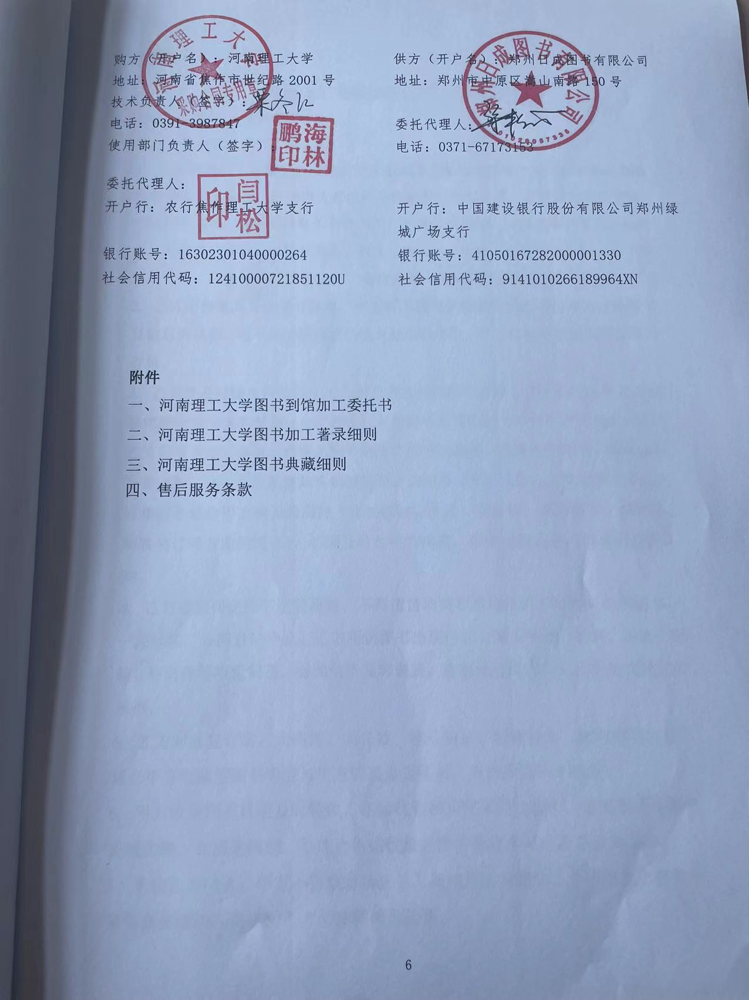 购方（开户名）：河南理工大学
地址：河南省焦作市世纪路 2001 号
技术负责人（签字）：
电话：0391-3987847
使用部门负责人（签字）：
委托代理人：
开户行：农行焦作理工大学支行
银行账号：16302301040000264
社会信用代码：12410000721851120U
河南理工大学
采购合同专用章
海林
鹏印
闫松
印
供方（开户名）：郑州日成图书有限公司
地址：郑州市中原区嵩山南路 150 号
委托代理人：
电话：0371-67173153
开户行：中国建设银行股份有限公司郑州绿
城广场支行
银行账号：41050167282000001330
社会信用代码：9141010266189964XN
郑州日成图书有限公司
附件
一、河南理工大学图书到馆加工委托书
二、河南理工大学图书加工著录细则
三、河南理工大学图书典藏细则
四、售后服务条款
6